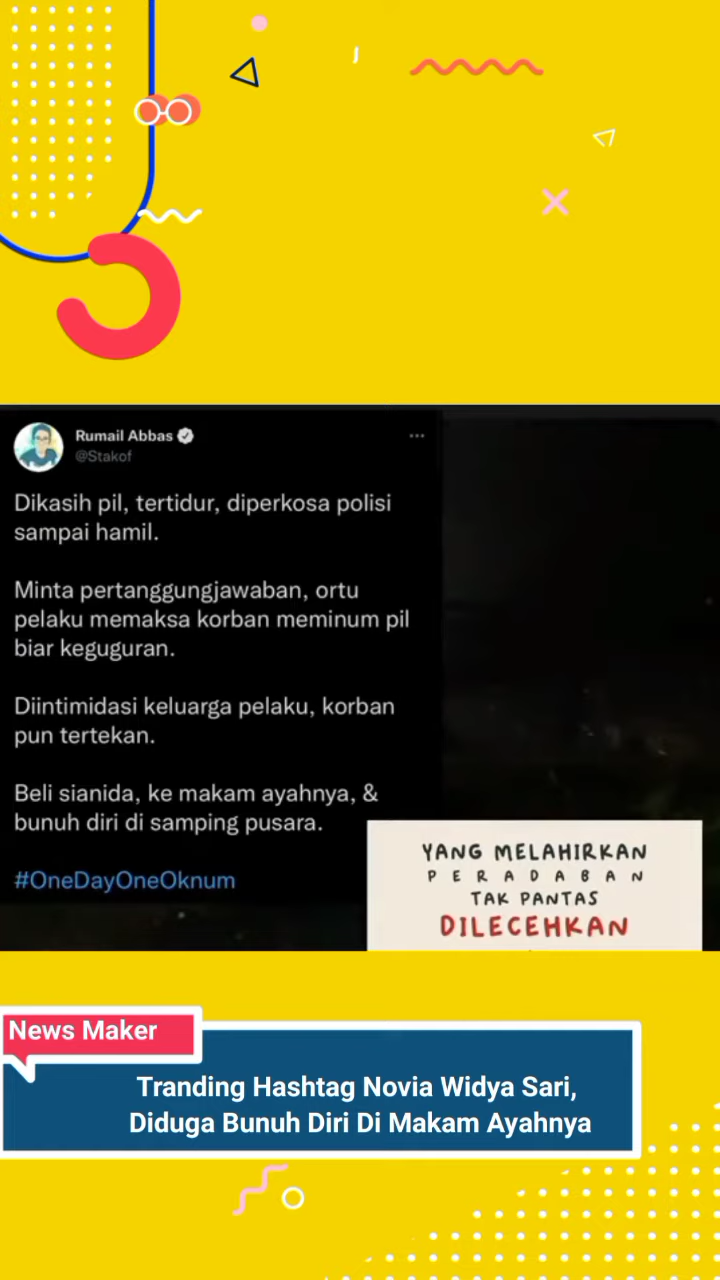 Rumail Abbas
@Stakof
Dikasih pil, tertidur, diperkosa polisi
sampai hamil.
Minta pertanggungjawaban, ortu
pelaku memaksa korban meminum pil
biar keguguran.
Diintimidasi keluarga pelaku, korban
pun tertekan.
Beli sianida, ke makam ayahnya, &
bunuh diri di samping pusara.
#OneDayOneOknum
YANG MELAHIRKAN
PERADABAN
TAK PANTAS
DILECEHKAN
News Maker
Tranding Hashtag Novia Widya Sari,
Diduga Bunuh Diri Di Makam Ayahnya